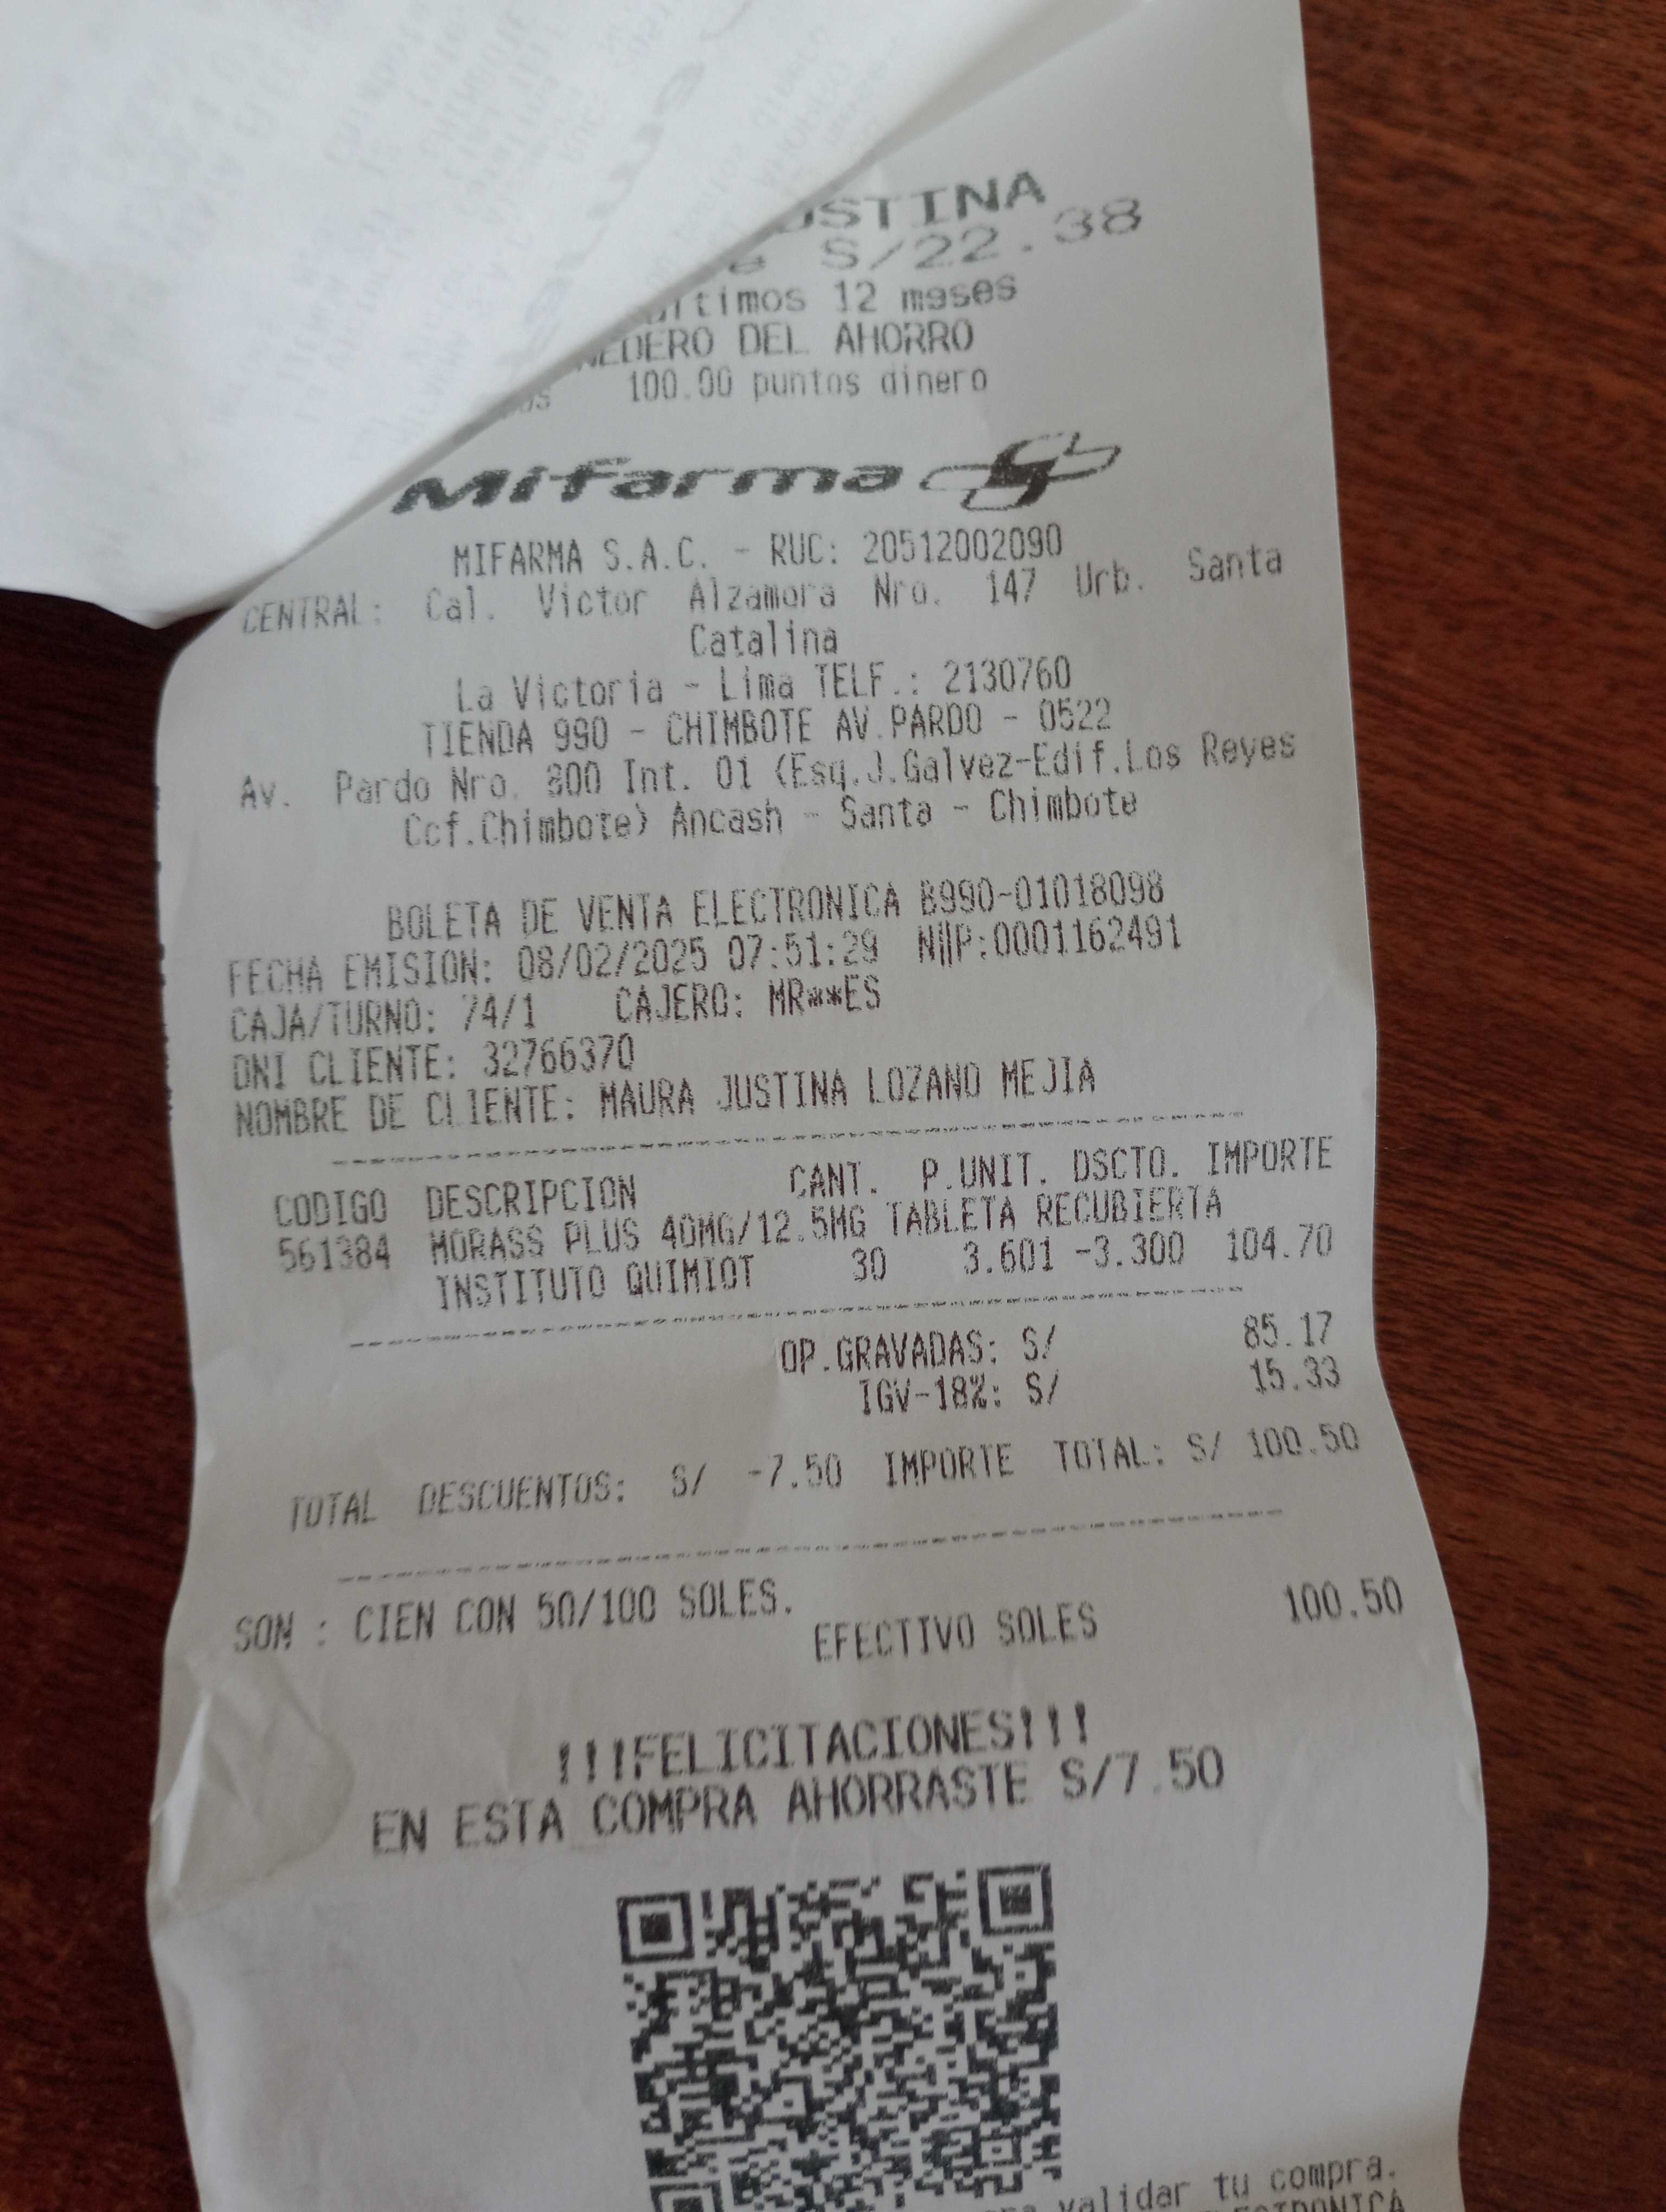 JUSTINA
S/22.38
últimos 12 meses
MONEDERO DEL AHORRO
100.00 puntos dinero
Mifarma
MIFARMA S.A.C. - RUC: 20512002090
CENTRAL: Cal. Victor Alzamora Nro. 147 Urb. Santa
Catalina
La Victoria - Lima TELF.: 2130760
TIENDA 990 - CHIMBOTE AV.PARDO - 0522
Av. Pardo Nro. 800 Int. 01 (Esq.J.Galvez-Edif.Los Reyes
Ccf.Chimbote) Ancash - Santa - Chimbote
BOLETA DE VENTA ELECTRONICA B990-01018098
FECHA EMISION: 08/02/2025 07:51:29 N||P:0001162491
CAJA/TURNO: 74/1 CAJERO: MR**ES
DNI CLIENTE: 32766370
NOMBRE DE CLIENTE: MAURA JUSTINA LOZANO MEJIA
CODIGO DESCRIPCION CANT. P.UNIT. DSCTO. IMPORTE
561384 MORASS PLUS 40MG/12.5MG TABLETA RECUBIERTA
INSTITUTO QUIMIOT 30 3.601 -3.300 104.70
OP.GRAVADAS: S/ 85.17
IGV-18%: S/ 15.33
TOTAL DESCUENTOS: S/ -7.50 IMPORTE TOTAL: S/ 100.50
SON : CIEN CON 50/100 SOLES.
EFECTIVO SOLES 100.50
!!!FELICITACIONES!!!
EN ESTA COMPRA AHORRASTE S/7.50
validar tu compra.